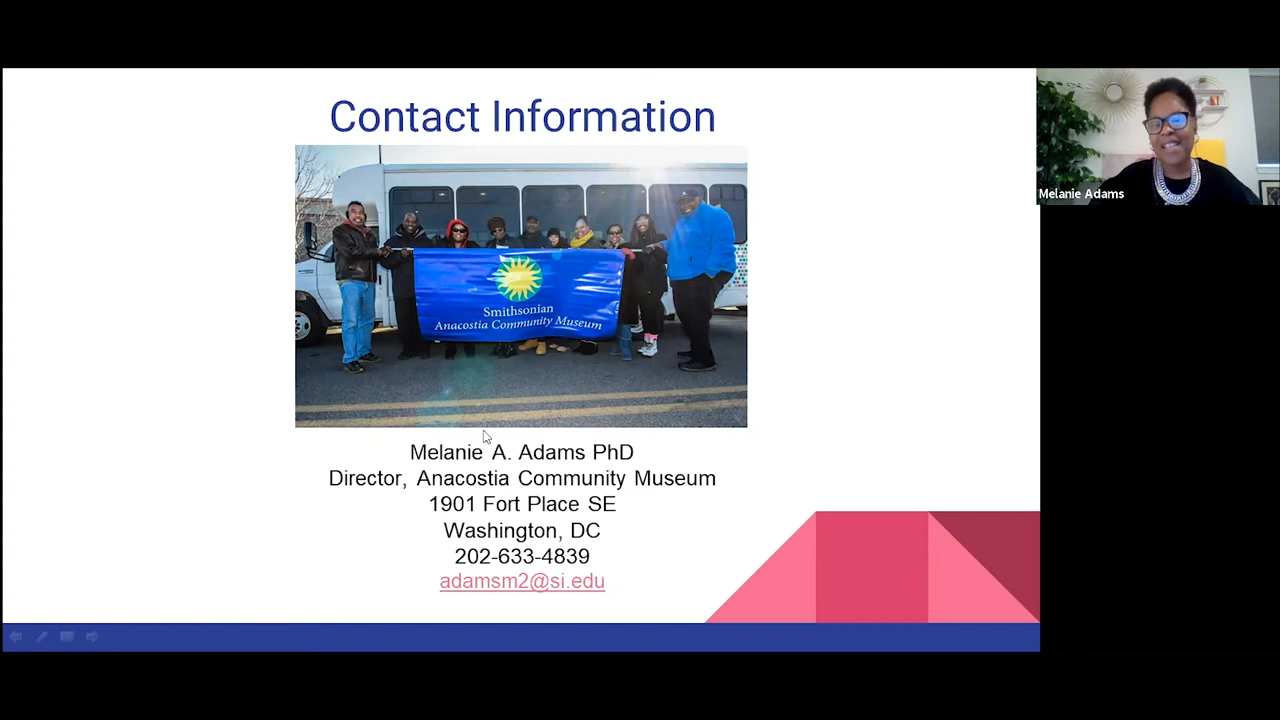 Contact Information
Smithsonian
Anacostia Community Museum
Melanie A. Adams PhD
Director, Anacostia Community Museum
1901 Fort Place SE
Washington, DC
202-633-4839
adamsm2@si.edu
Melanie Adams